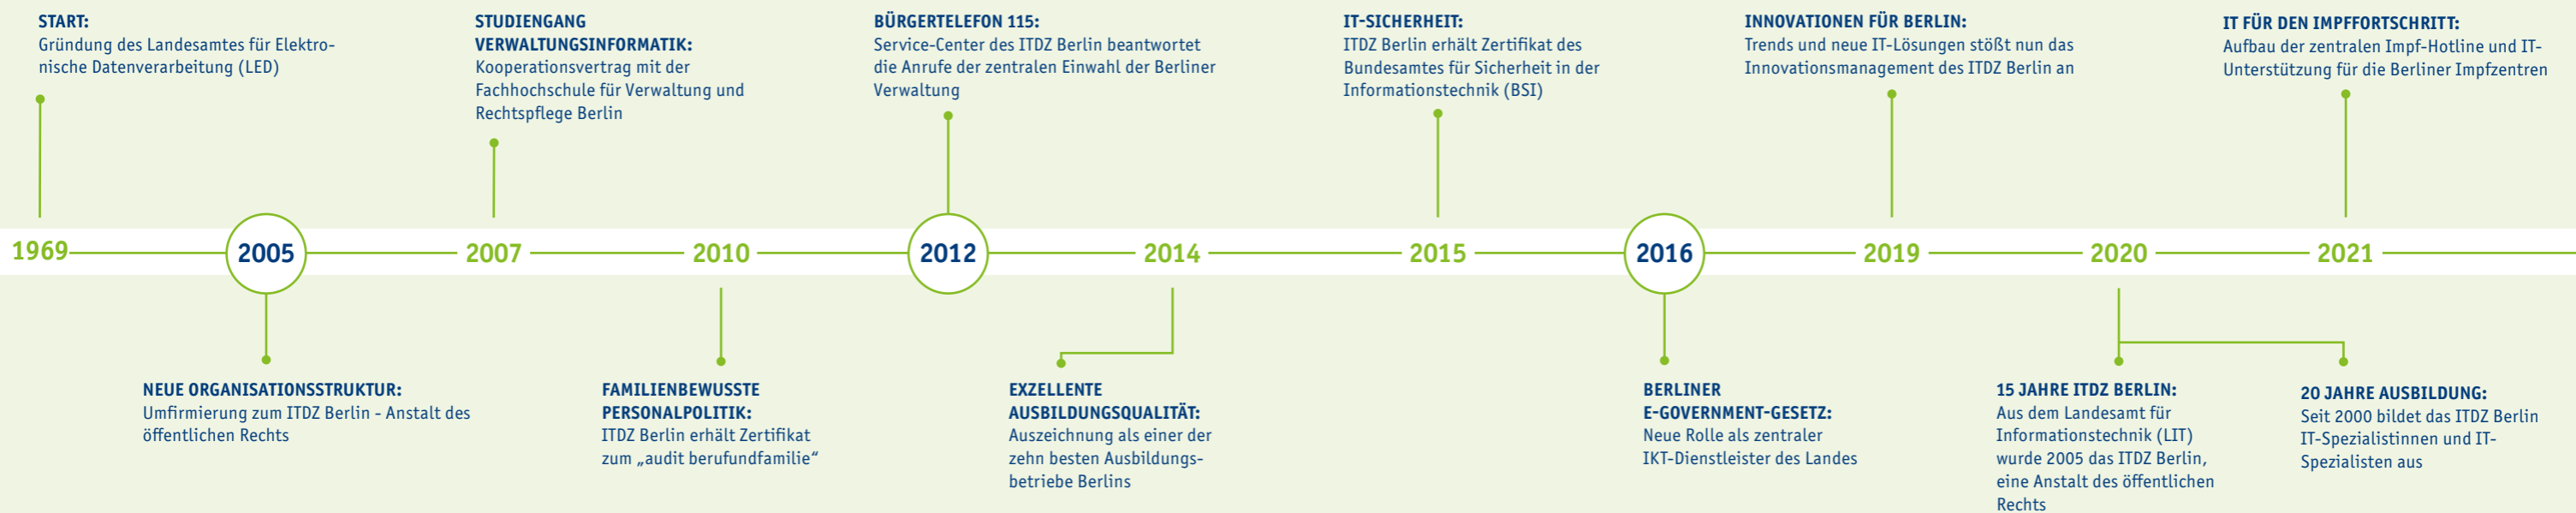 START:
Gründung des Landesamtes für Elektro-
nische Datenverarbeitung (LED)
STUDIENGANG
VERWALTUNGSINFORMATIK:
Kooperationsvertrag mit der
Fachhochschule für Verwaltung und
Rechtspflege Berlin
BÜRGERTELEFON 115:
Service-Center des ITDZ Berlin beantwortet
die Anrufe der zentralen Einwahl der Berliner
Verwaltung
IT-SICHERHEIT:
ITDZ Berlin erhält Zertifikat des
Bundesamtes für Sicherheit in der
Informationstechnik (BSI)
INNOVATIONEN FÜR BERLIN:
Trends und neue IT-Lösungen stößt nun das
Innovationsmanagement des ITDZ Berlin an
IT FÜR DEN IMPFFORTSCHRITT:
Aufbau der zentralen Impf-Hotline und IT-
Unterstützung für die Berliner Impfzentren
1969 2005 2007 2010 2012 2014 2015 2016 2019 2020 2021
NEUE ORGANISATIONSSTRUKTUR:
Umfirmierung zum ITDZ Berlin - Anstalt des
öffentlichen Rechts
FAMILIENBEWUSSTE
PERSONALPOLITIK:
ITDZ Berlin erhält Zertifikat
zum „audit berufundfamilie“
EXZELLENTE
AUSBILDUNGSQUALITÄT:
Auszeichnung als einer der
zehn besten Ausbildungs-
betriebe Berlins
BERLINER
E-GOVERNMENT-GESETZ:
Neue Rolle als zentraler
IKT-Dienstleister des Landes
15 JAHRE ITDZ BERLIN:
Aus dem Landesamt für
Informationstechnik (LIT)
wurde 2005 das ITDZ Berlin,
eine Anstalt des öffentlichen
Rechts
20 JAHRE AUSBILDUNG:
Seit 2000 bildet das ITDZ Berlin
IT-Spezialistinnen und IT-
Spezialisten aus